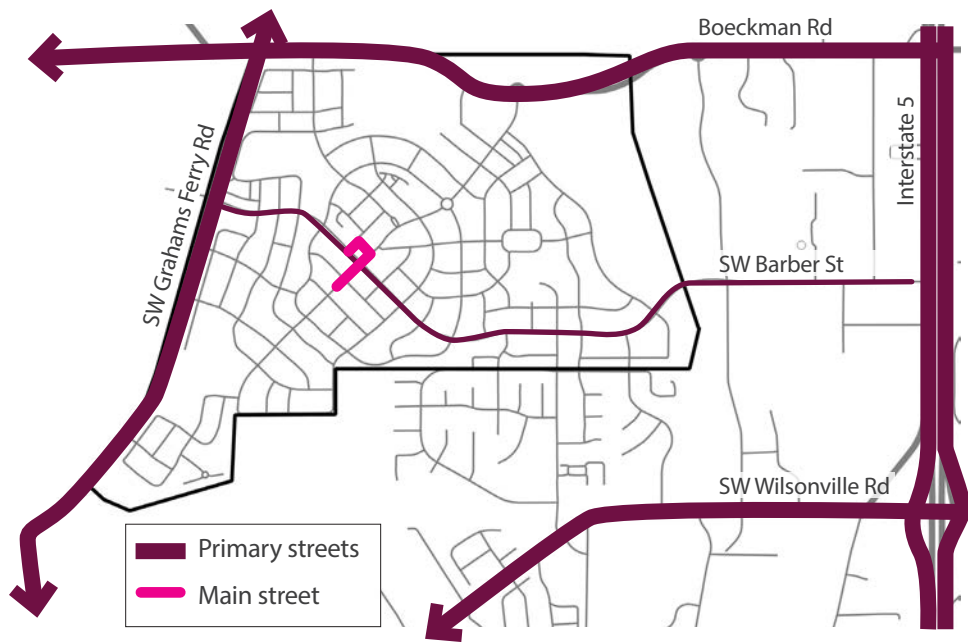 Boeckman Rd
Interstate 5
SW Grahams Ferry Rd
SW Barber St
SW Wilsonville Rd
Primary streets
Main street